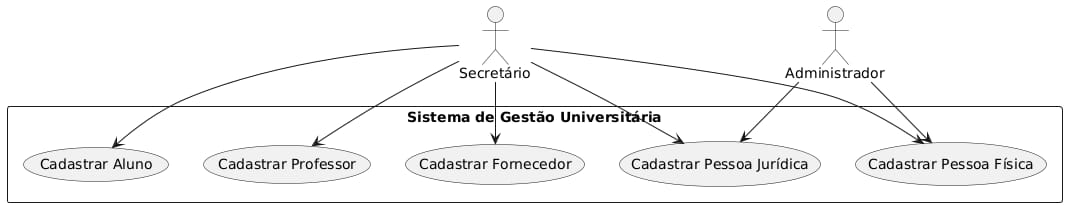 Secretário
Administrador
Sistema de Gestão Universitária
Cadastrar Aluno
Cadastrar Professor
Cadastrar Fornecedor
Cadastrar Pessoa Jurídica
Cadastrar Pessoa Física